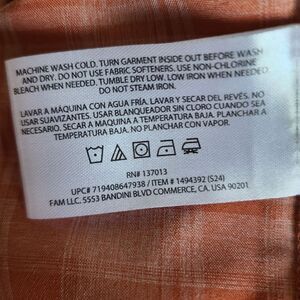 MACHINE WASH COLD. TURN GARMENT INSIDE OUT BEFORE WASH
AND DRY. DO NOT USE FABRIC SOFTENERS. USE NON-CHLORINE
BLEACH WHEN NEEDED. TUMBLE DRY LOW. LOW IRON WHEN NEEDED.
DO NOT STEAM IRON.
LAVAR A MÁQUINA CON AGUA FRÍA. LAVAR Y SECAR DEL REVÉS. NO
USAR SUAVIZANTES. USAR BLANQUEADOR SIN CLORO CUANDO SEA
NECESARIO. SECAR A MÁQUINA A TEMPERATURA BAJA. PLANCHAR A
TEMPERATURA BAJA. NO PLANCHAR CON VAPOR.
RN# 137013
UPC# 719408647938 / ITEM # 1494392 (S24)
FAM LLC. 5553 BANDINI BLVD COMMERCE, CA. USA 90201